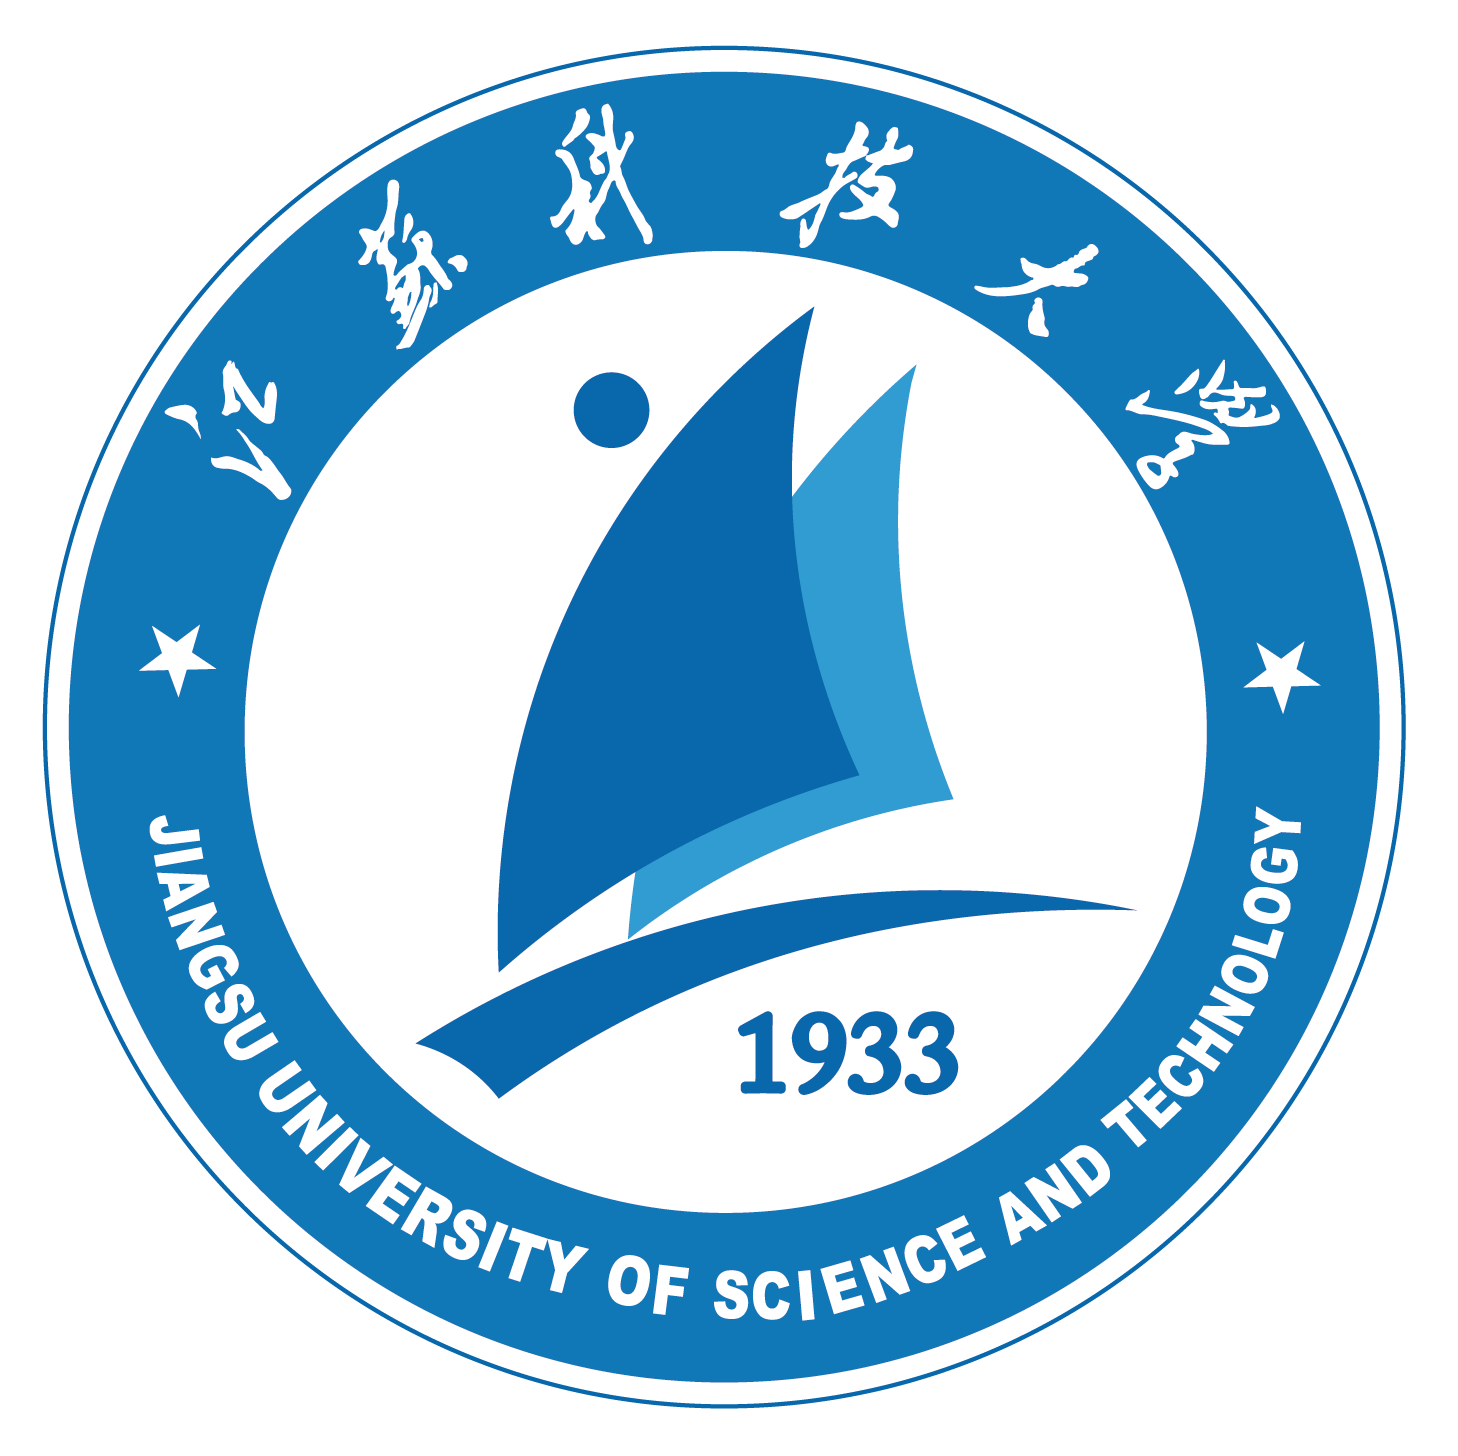 江苏科技大学
1933
JIANGSU UNIVERSITY OF SCIENCE AND TECHNOLOGY